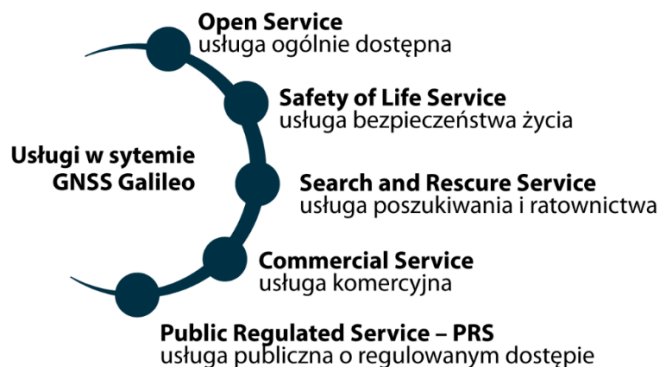 Open Service
usługa ogólnie dostępna
Safety of Life Service
usługa bezpieczeństwa życia
Usługi w sytemie
GNSS Galileo
Search and Rescure Service
usługa poszukiwania i ratownictwa
Commercial Service
usługa komercyjna
Public Regulated Service – PRS
usługa publiczna o regulowanym dostępie